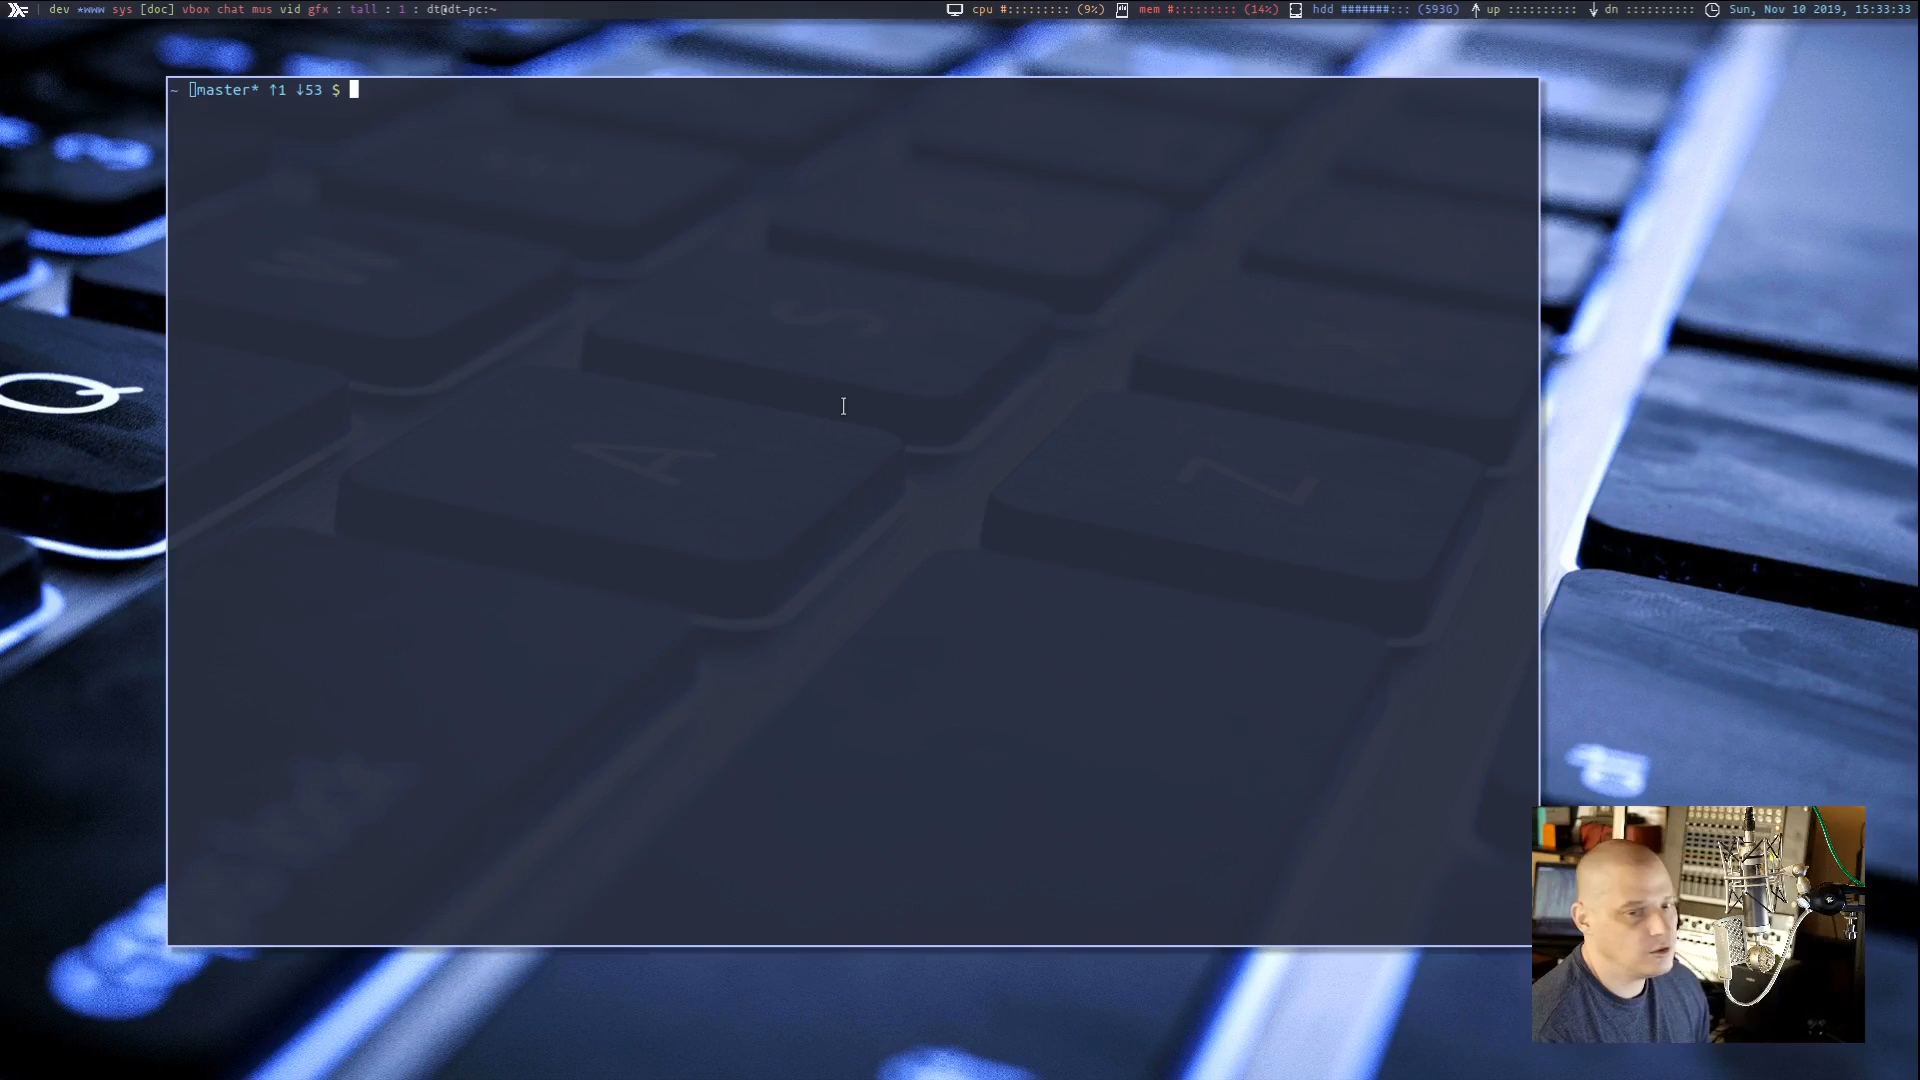 | dev *www sys [doc] vbox chat mus vid gfx : tall : 1 : dt@dt-pc:~ cpu #::::::::: (9%) mem #::::::::: (14%) hdd #######::: (593G) up :::::::::: dn :::::::::: Sun, Nov 10 2019, 15:33:33
~ master* ↑1 ↓53 $
W
S
Q
A
Z